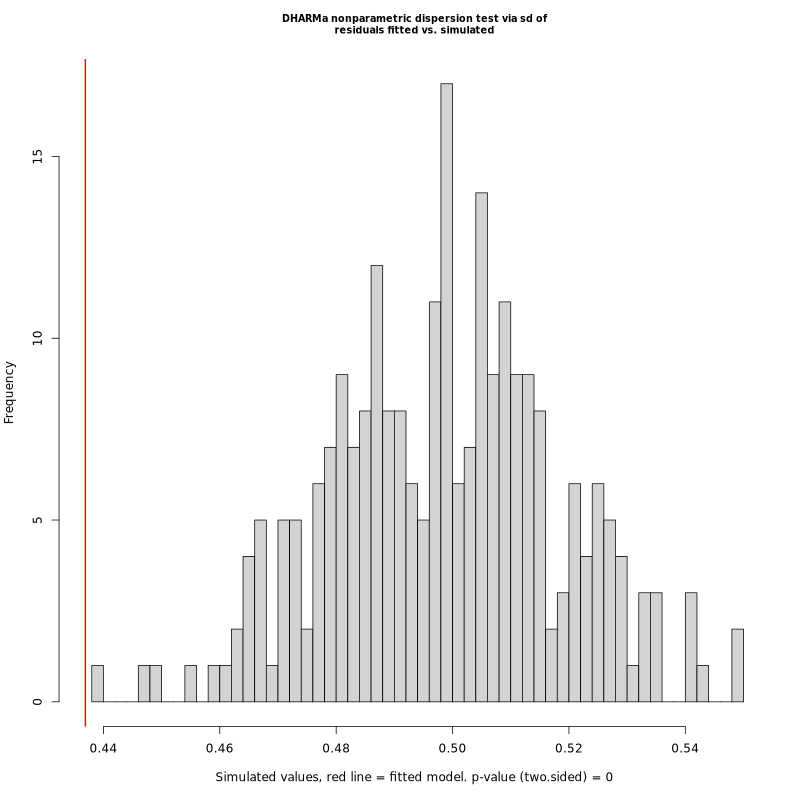 DHARMa nonparametric dispersion test via sd of
residuals fitted vs. simulated
Frequency
15
10
5
0
0.44 0.46 0.48 0.50 0.52 0.54
Simulated values, red line = fitted model. p-value (two.sided) = 0